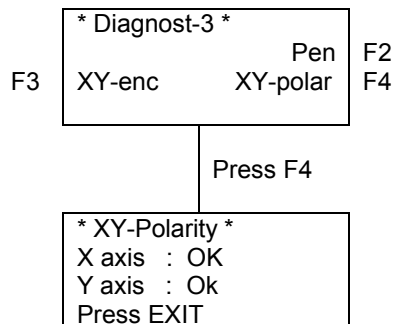 * Diagnost-3 *
Pen F2
F3 XY-enc XY-polar F4
Press F4
* XY-Polarity *
X axis : OK
Y axis : Ok
Press EXIT